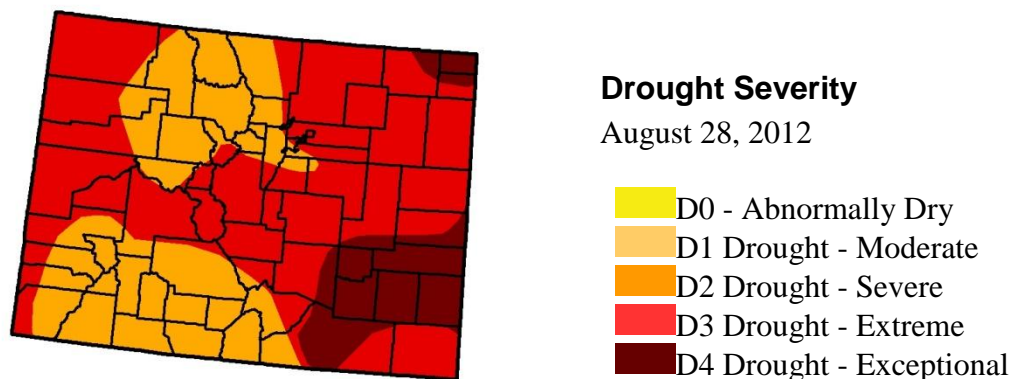 Drought Severity
August 28, 2012
D0 - Abnormally Dry
D1 Drought - Moderate
D2 Drought - Severe
D3 Drought - Extreme
D4 Drought - Exceptional